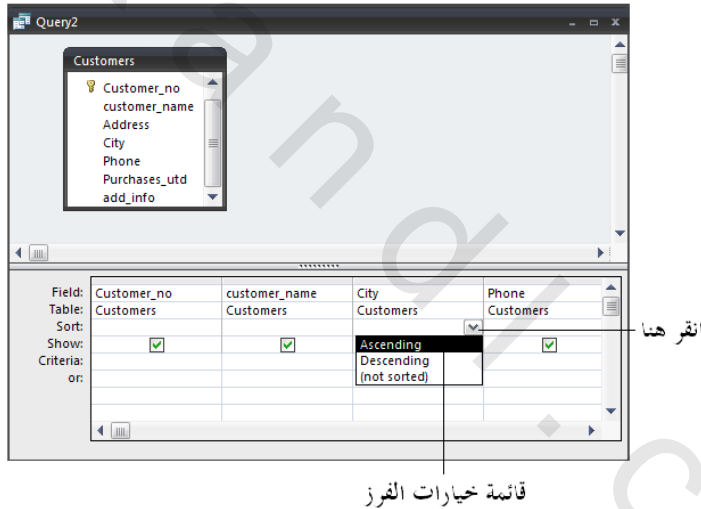 Query2
Customers
Customer_no
customer_name
Address
City
Phone
Purchases_utd
add_info
Field: Customer_no customer_name City Phone
Table: Customers Customers Customers Customers
Sort:
انقر هنا
Show: Ascending
Criteria: Descending
or: (not sorted)
قائمة خيارات الفرز